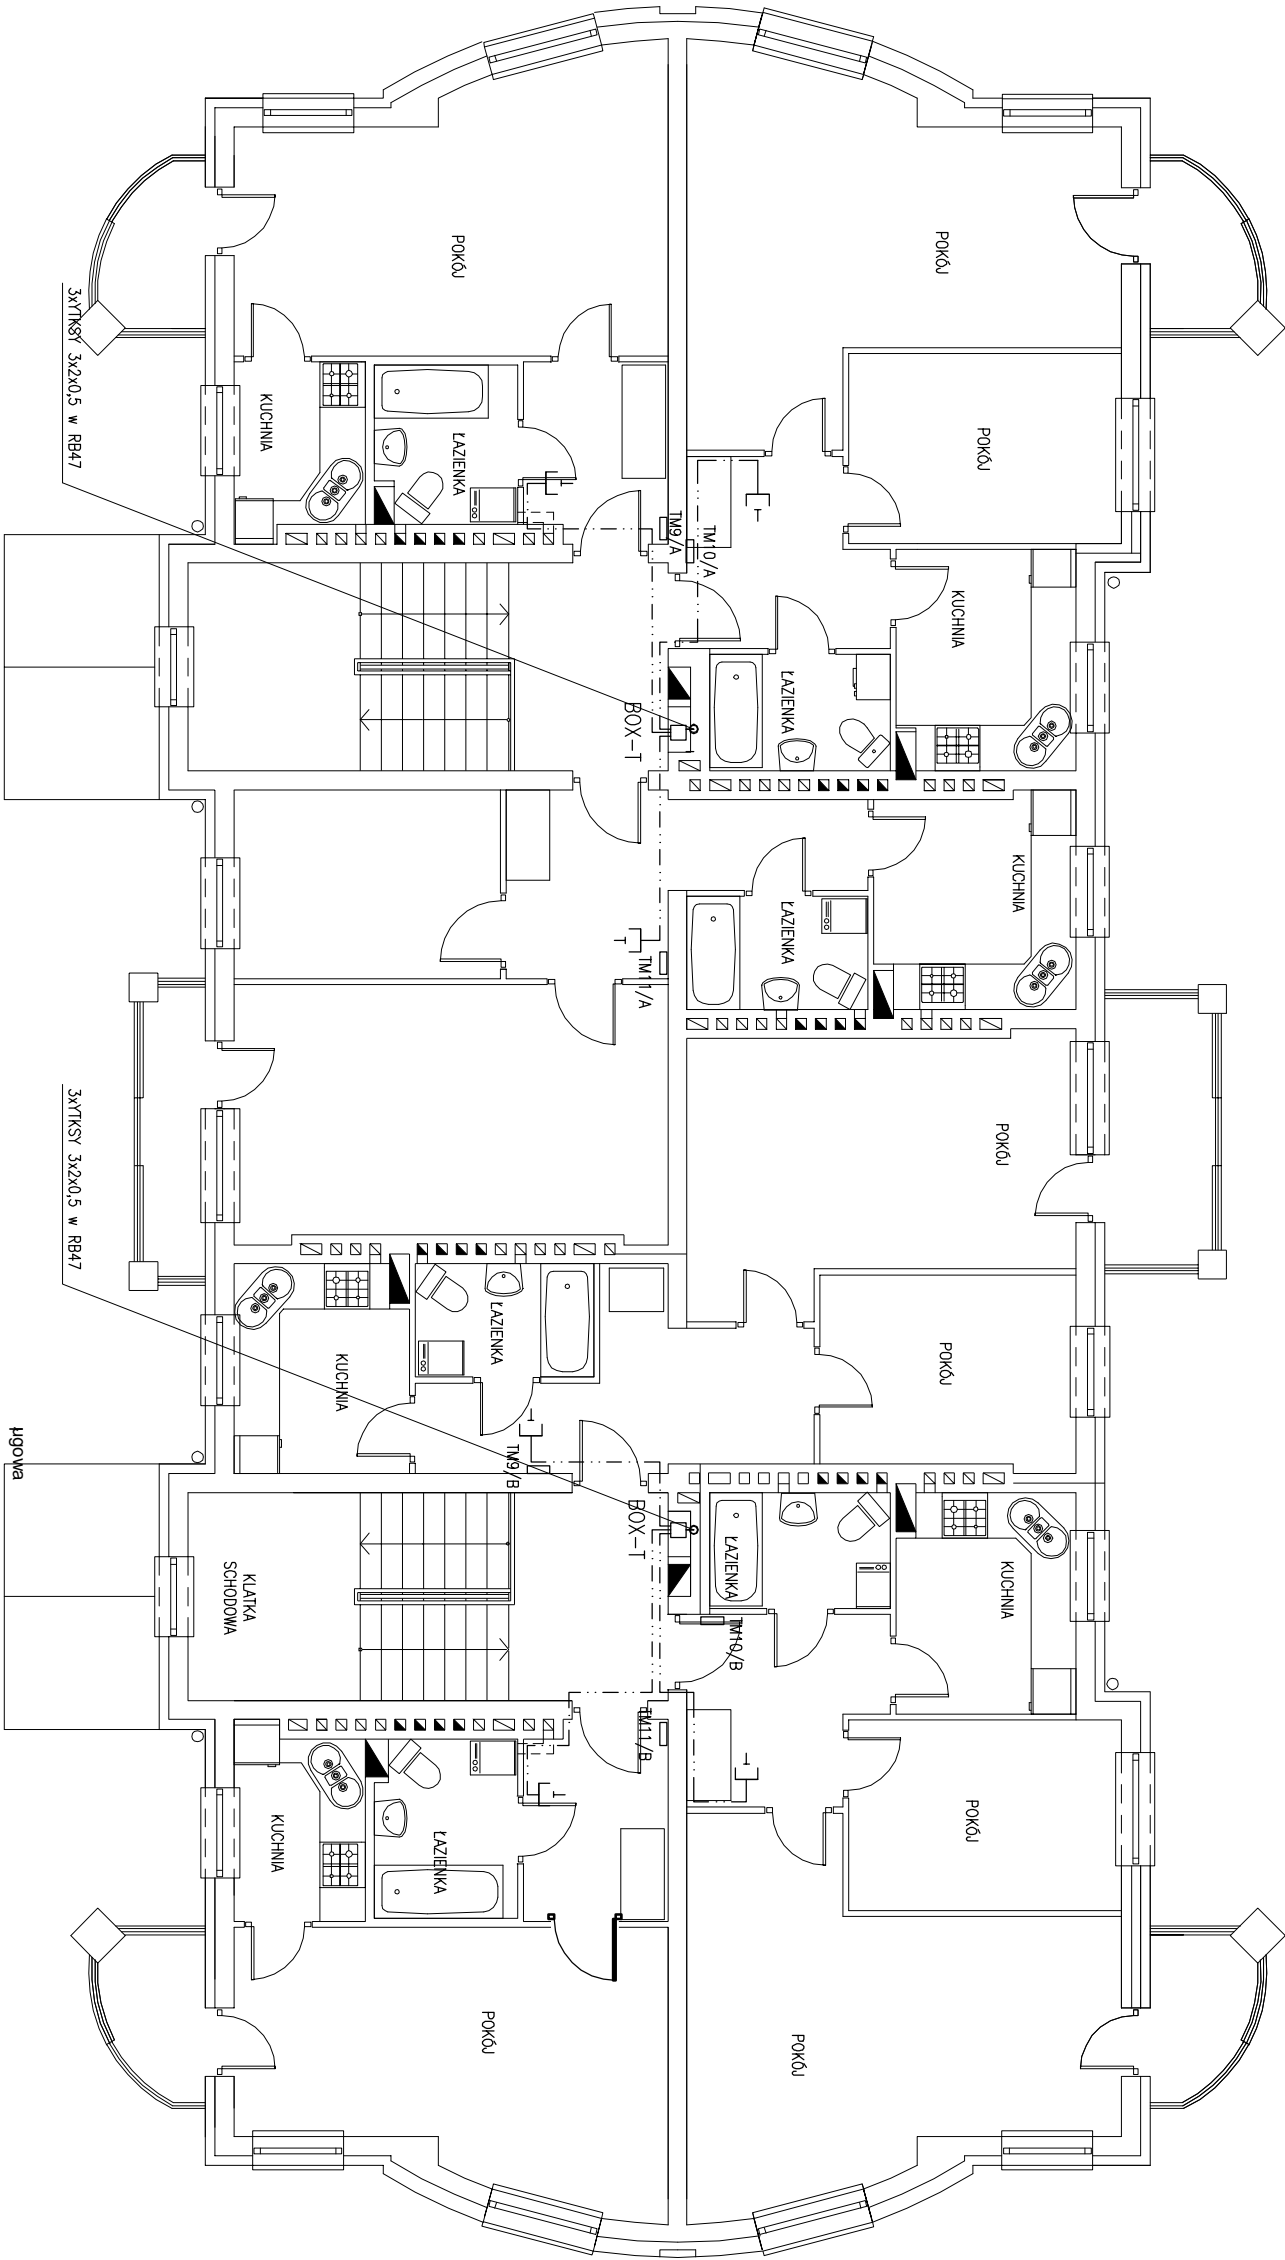 POKÓJ
POKÓJ
3xYTKSY 3x2x0,5 w RB47
KUCHNIA
ŁAZIENKA
POKÓJ
TM9/A
TM10/A
KUCHNIA
ŁAZIENKA
BOX-T
KUCHNIA
ŁAZIENKA
TM11/A
3xYTKSY 3x2x0,5 w RB47
POKÓJ
ŁAZIENKA
KUCHNIA
POKÓJ
ługowa
TM9/B
BOX-T
ŁAZIENKA
KUCHNIA
KLATKA
SCHODOWA
TM10/B
TM11/B
KUCHNIA
ŁAZIENKA
POKÓJ
POKÓJ
POKÓJ